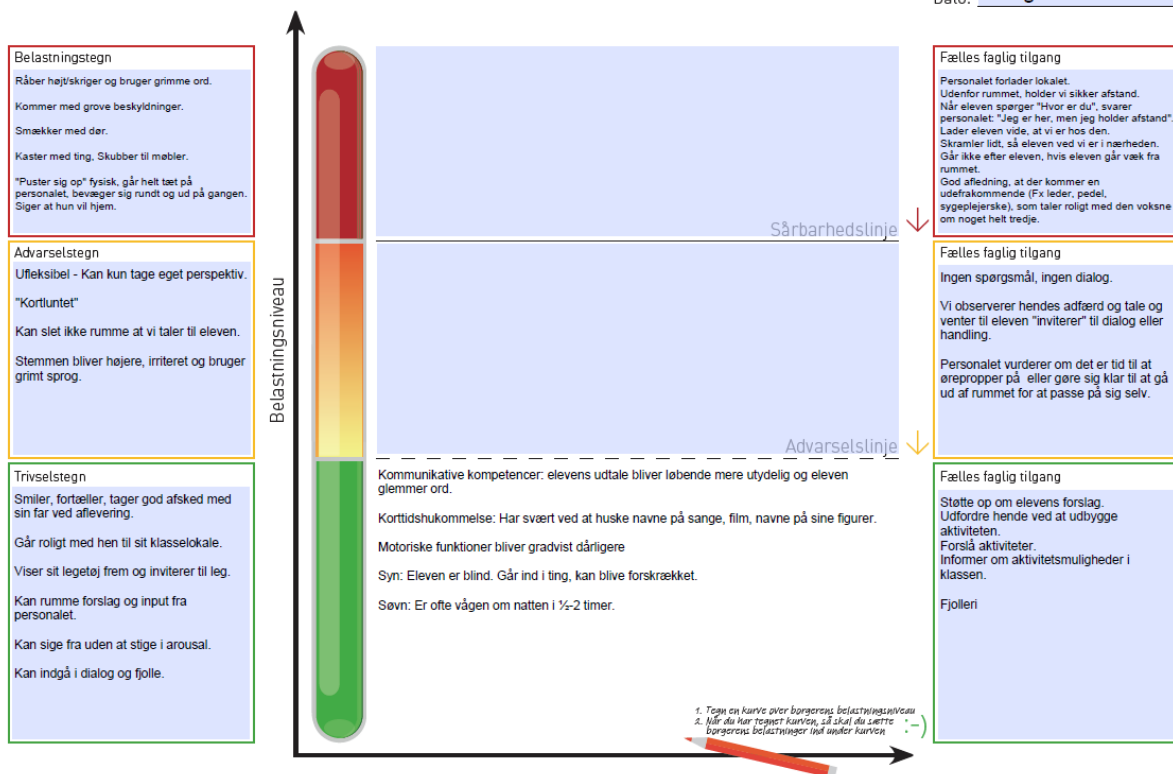 Dato:
Belastningstegn
Råber højt/skriger og bruger grimme ord.
Kommer med grove beskyldninger.
Smækker med dør.
Kaster med ting, Skubber til møbler.
"Puster sig op" fysisk, går helt tæt på
personalet, bevæger sig rundt og ud på gangen.
Siger at hun vil hjem.
Advarselstegn
Ufleksibel - Kan kun tage eget perspektiv.
"Kortluntet"
Kan slet ikke rumme at vi taler til eleven.
Stemmen bliver højere, irriteret og bruger
grimt sprog.
Trivselstegn
Smiler, fortæller, tager god afsked med
sin far ved aflevering.
Går roligt med hen til sit klasselokale.
Viser sit legetøj frem og inviterer til leg.
Kan rumme forslag og input fra
personalet.
Kan sige fra uden at stige i arousal.
Kan indgå i dialog og fjolle.
Belastningsniveau
Sårbarhedslinje
Advarselslinje
Kommunikative kompetencer: elevens udtale bliver løbende mere utydelig og eleven
glemmer ord.
Korttidshukommelse: Har svært ved at huske navne på sange, film, navne på sine figurer.
Motoriske funktioner bliver gradvist dårligere
Syn: Eleven er blind. Går ind i ting, kan blive forskrækket.
Søvn: Er ofte vågen om natten i ½-2 timer.
1. Tegn en kurve over borgerens belastningsniveau
2. Når du har tegnet kurven, så skal du sætte
borgerens belastninger ind under kurven
:-)
Fælles faglig tilgang
Personalet forlader lokalet.
Udenfor rummet, holder vi sikker afstand.
Når eleven spørger "Hvor er du", svarer
personalet: "Jeg er her, men jeg holder afstand".
Lader eleven vide, at vi er hos den.
Skramler lidt, så eleven ved vi er i nærheden.
Går ikke efter eleven, hvis eleven går væk fra
rummet.
God afledning, at der kommer en
udefrakommende (Fx leder, pedel,
sygeplejerske), som taler roligt med den voksne
om noget helt tredje.
Fælles faglig tilgang
Ingen spørgsmål, ingen dialog.
Vi observerer hendes adfærd og tale og
venter til eleven "inviterer" til dialog eller
handling.
Personalet vurderer om det er tid til at
ørepropper på eller gøre sig klar til at gå
ud af rummet for at passe på sig selv.
Fælles faglig tilgang
Støtte op om elevens forslag.
Udfordre hende ved at udbygge
aktiviteten.
Forslå aktiviteter.
Informer om aktivitetsmuligheder i
klassen.
Fjolleri